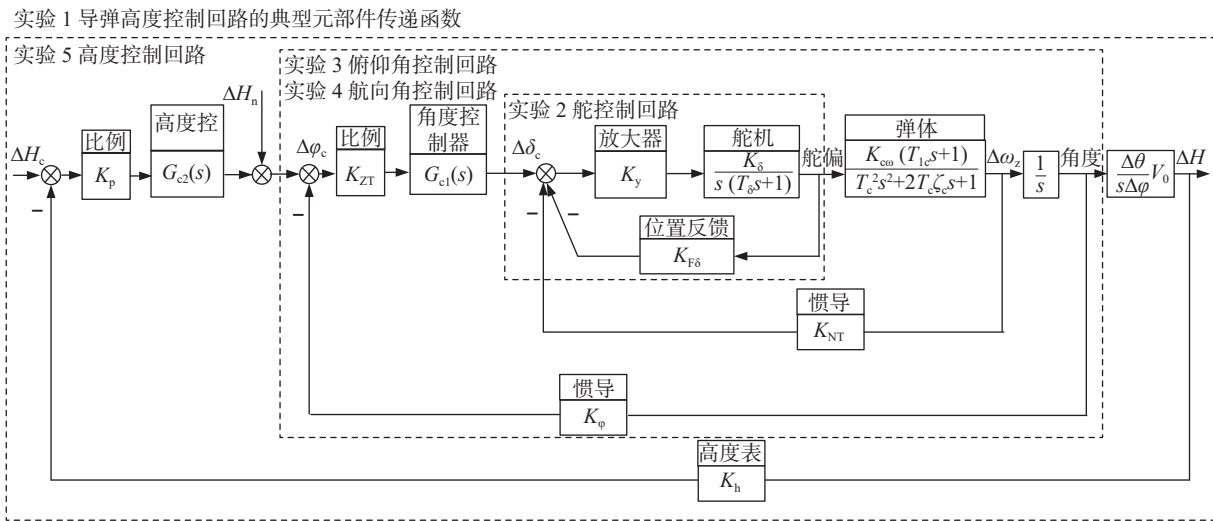 实验 1 导弹高度控制回路的典型元部件传递函数
实验 5 高度控制回路
实验 3 俯仰角控制回路
实验 4 航向角控制回路
实验 2 舵控制回路
ΔH_c
比例
K_p
高度控
G_c2(s)
ΔH_n
Δφ_c
比例
K_ZT
角度控
制器
G_c1(s)
Δδ_c
放大器
K_y
舵机
K_δ
s (T_δs+1)
舵偏
弹体
K_cω (T_1cs+1)
T_c²s²+2T_cζ_cs+1
Δω_z
1
s
角度
Δθ
sΔφ
V_0
ΔH
−
−
−
−
位置反馈
K_Fδ
惯导
K_NT
惯导
K_φ
高度表
K_h